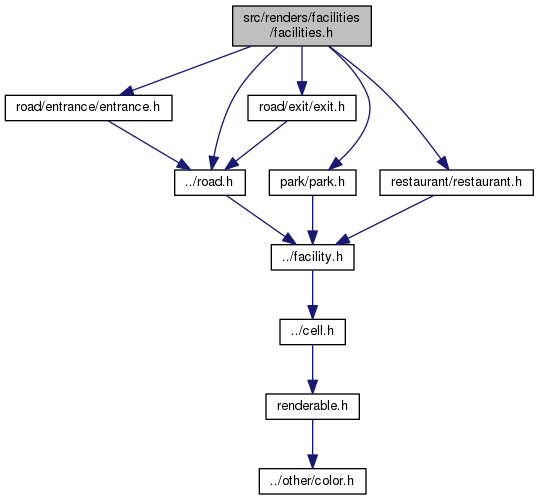 src/renders/facilities
/facilities.h
road/entrance/entrance.h
road/exit/exit.h
../road.h
park/park.h
restaurant/restaurant.h
../facility.h
../cell.h
renderable.h
../other/color.h